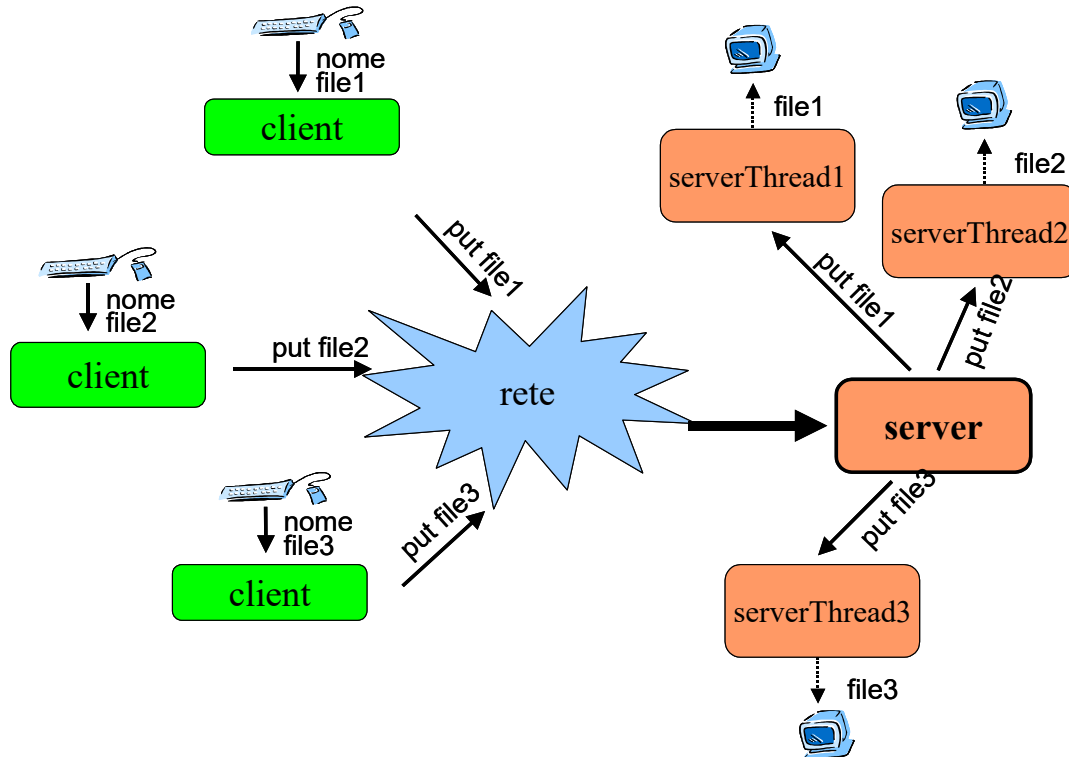 nome
file1
client
put file1
nome
file2
client
put file2
nome
file3
client
put file3
rete
server
put file1
serverThread1
file1
put file2
serverThread2
file2
put file3
serverThread3
file3